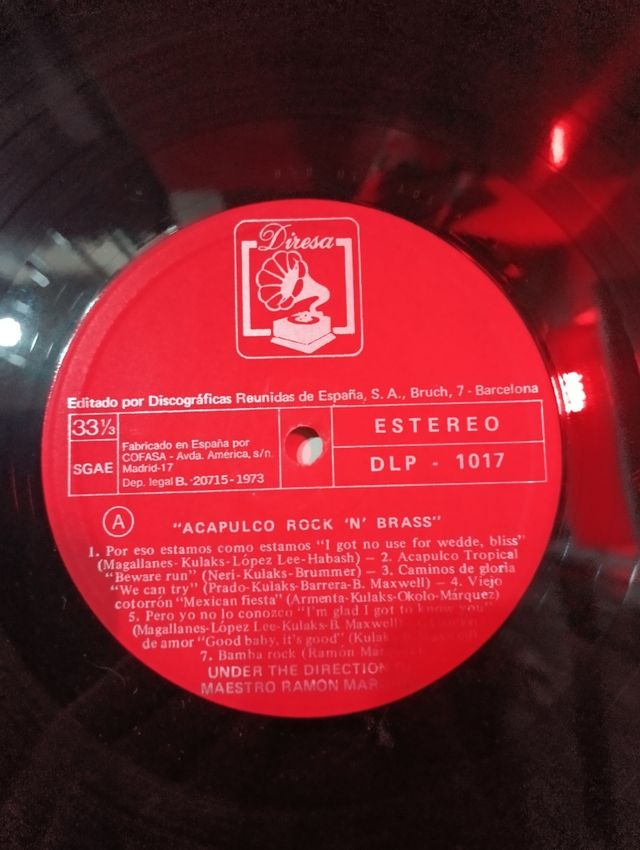 Diresa
Editado por Discográficas Reunidas de España, S. A., Bruch, 7 - Barcelona
33⅓
SGAE
Fabricado en España por
COFASA - Avda. América, s/n.
Madrid-17
Dep. legal B. -20715-1973
ESTEREO
DLP - 1017
A
"ACAPULCO ROCK 'N' BRASS"
1. Por eso estamos como estamos "I got no use for wedde, bliss"
(Magallanes-Kulaks-López Lee-Habash) — 2. Acapulco Tropical
"Beware run" (Neri-Kulaks-Brummer) — 3. Caminos de gloria
"We can try" (Prado-Kulaks-Barrera-B. Maxwell) — 4. Viejo
cotorrón "Mexican fiesta" (Armenta-Kulaks-Okolo-Márquez)
5. Pero yo no lo conozco "I'm glad I got to know you"
(Magallanes-López Lee-Kulaks-B. Maxwell)
de amor "Good baby, it's good" (Kulak
7. Bamba rock (Ramón Mar
UNDER THE DIRECTION
MAESTRO RAMON MAR